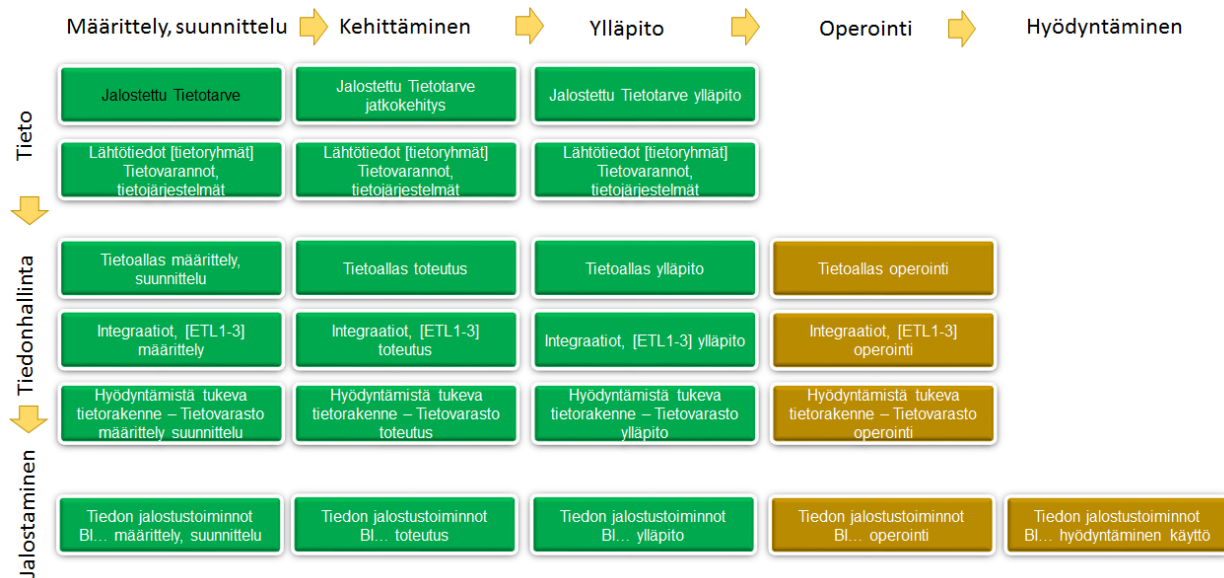 Määrittely, suunnittelu
Kehittäminen
Ylläpito
Operointi
Hyödyntäminen
Tieto
Jalostettu Tietotarve
Jalostettu Tietotarve
jatkokehitys
Jalostettu Tietotarve ylläpito
Lähtötiedot [tietoryhmät]
Tietovarannot,
tietojärjestelmät
Lähtötiedot [tietoryhmät]
Tietovarannot,
tietojärjestelmät
Lähtötiedot [tietoryhmät]
Tietovarannot,
tietojärjestelmät
Tiedonhallinta
Tietoallas määrittely,
suunnittelu
Tietoallas toteutus
Tietoallas ylläpito
Tietoallas operointi
Integraatiot, [ETL1-3]
määrittely
Integraatiot, [ETL1-3]
toteutus
Integraatiot, [ETL1-3] ylläpito
Integraatiot, [ETL1-3]
operointi
Hyödyntämistä tukeva
tietorakenne – Tietovarasto
määrittely suunnittelu
Hyödyntämistä tukeva
tietorakenne – Tietovarasto
toteutus
Hyödyntämistä tukeva
tietorakenne – Tietovarasto
ylläpito
Hyödyntämistä tukeva
tietorakenne – Tietovarasto
operointi
Jalostaminen
Tiedon jalostustoiminnot
BI… määrittely, suunnittelu
Tiedon jalostustoiminnot
BI… toteutus
Tiedon jalostustoiminnot
BI… ylläpito
Tiedon jalostustoiminnot
BI… operointi
Tiedon jalostustoiminnot
BI… hyödyntäminen käyttö